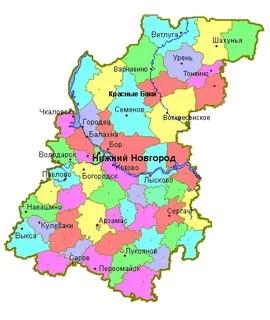 Ветлуга
Шахунья
Урень
Варнавино
Тонкино
Красные Баки
Семенов
Чкаловск
Воскресенское
Городец
Балахна
Бор
Володарск
Нижний Новгород
Кстово
Павлово
Богородск
Лысково
Навашино
Сергач
Кулебаки
Арзамас
Выкса
Лукоянов
Саров
Первомайск